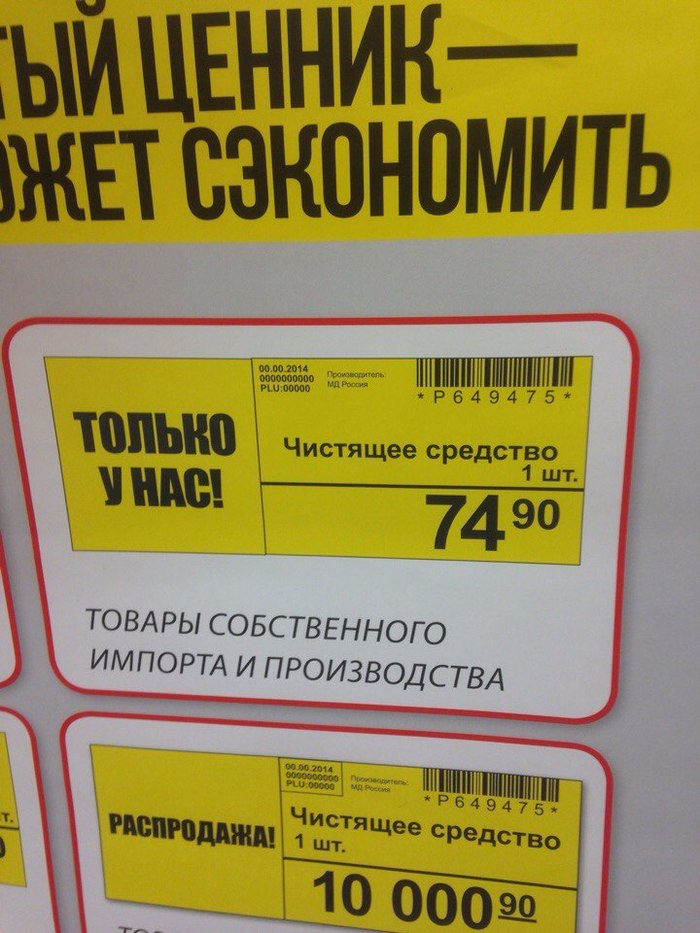 ТЫЙ ЦЕННИК—
ОЖЕТ СЭКОНОМИТЬ
ТОЛЬКО
У НАС!
00.00.2014
0000000000
PLU:00000
Производитель:
МД Россия
*P649475*
Чистящее средство
1 шт.
74 90
ТОВАРЫ СОБСТВЕННОГО
ИМПОРТА И ПРОИЗВОДСТВА
РАСПРОДАЖА!
00.00.2014
0000000000
PLU:00000
Производитель:
МД Россия
*P649475*
Чистящее средство
1 шт.
10 000 90